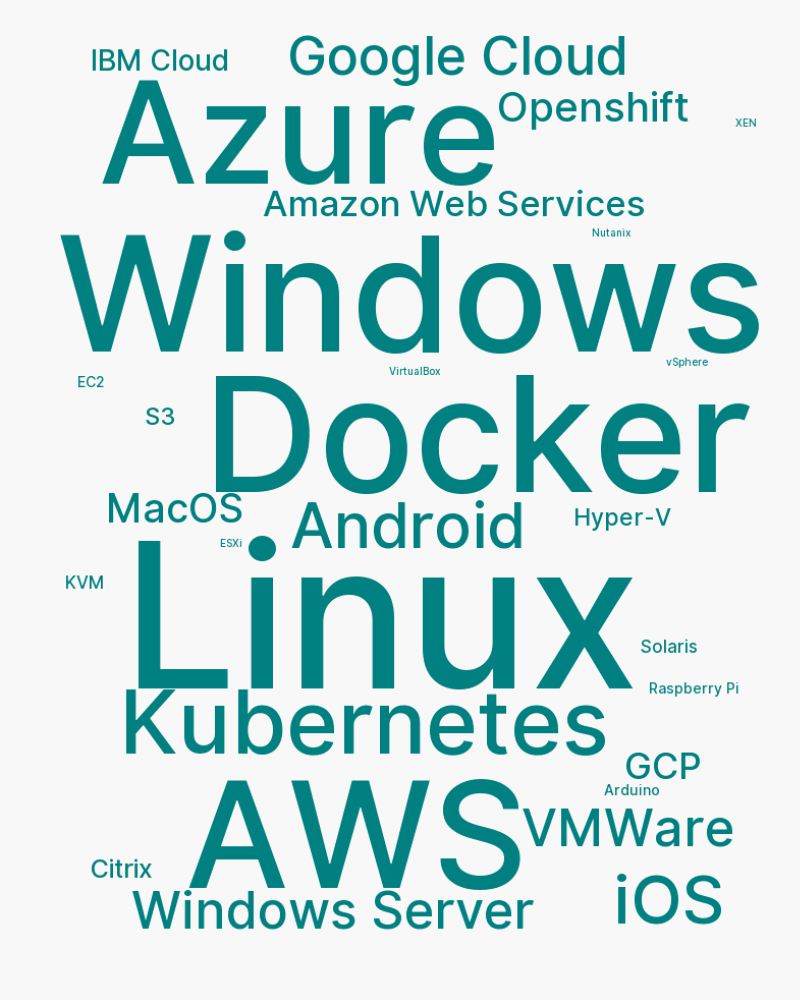 IBM Cloud
Google Cloud
Azure
Openshift
XEN
Amazon Web Services
Nutanix
Windows
vSphere
VirtualBox
EC2
Docker
S3
MacOS
Android
Hyper-V
ESXi
Linux
KVM
Solaris
Raspberry Pi
Kubernetes
GCP
Arduino
AWS
VMWare
Citrix
iOS
Windows Server